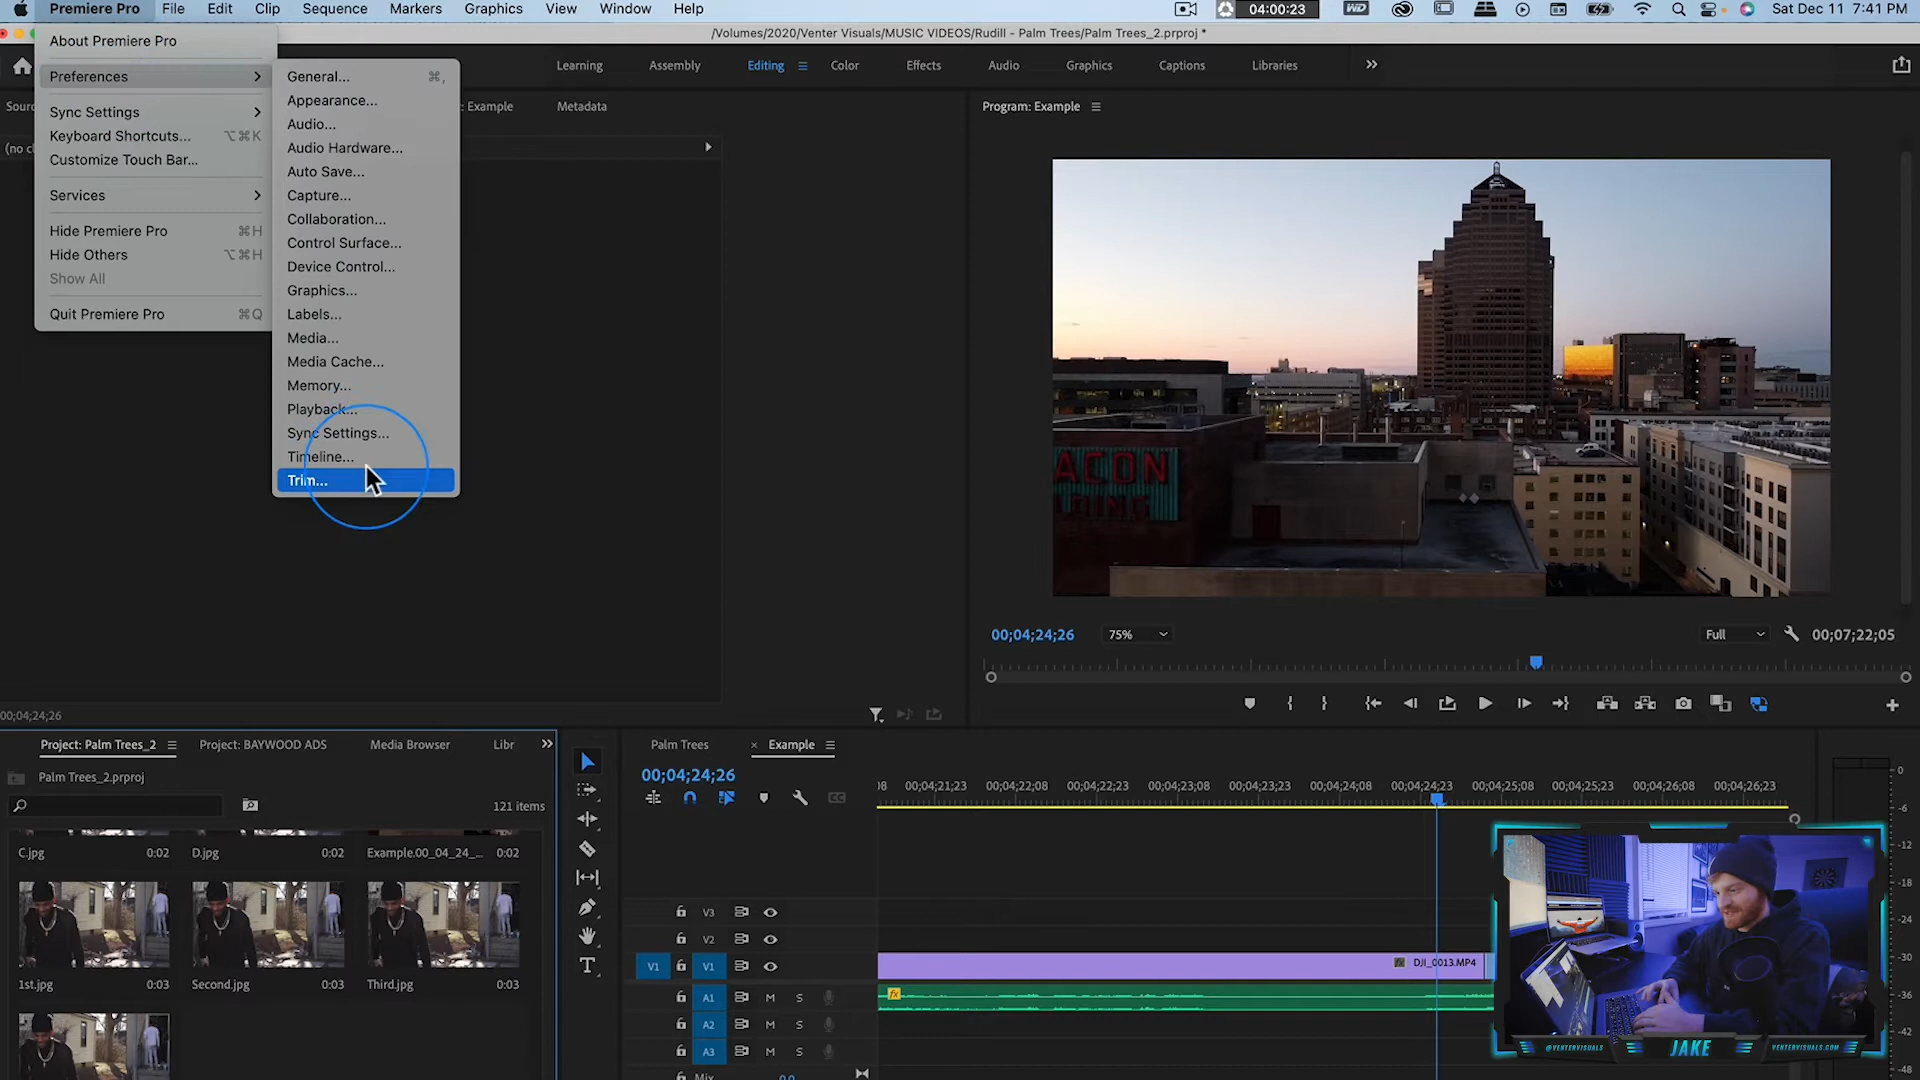 Premiere Pro File Edit Clip Sequence Markers Graphics View Window Help 04:00:23 Sat Dec 11 7:41 PM
/Volumes/2020/Venter Visuals/MUSIC VIDEOS/Rudill - Palm Trees/Palm Trees_2.prproj *
About Premiere Pro
Preferences
Sync Settings
Keyboard Shortcuts... ⌥⌘K
Customize Touch Bar...
Services
Hide Premiere Pro ⌘H
Hide Others ⌥⌘H
Show All
Quit Premiere Pro ⌘Q
General... ⌘,
Appearance...
Audio...
Audio Hardware...
Auto Save...
Capture...
Collaboration...
Control Surface...
Device Control...
Graphics...
Labels...
Media...
Media Cache...
Memory...
Playback...
Sync Settings...
Timeline...
Trim...
Learning Assembly Editing Color Effects Audio Graphics Captions Libraries
: Example Metadata
Program: Example
ACON
00;04;24;26 75% Full 00;07;22;05
00;04;24;26
Project: Palm Trees_2 Project: BAYWOOD ADS Media Browser Libr
Palm Trees_2.prproj
121 items
C.jpg 0:02 D.jpg 0:02 Example.00_04_24_... 0:02
1st.jpg 0:03 Second.jpg 0:03 Third.jpg 0:03
Palm Trees Example
00;04;24;26
08 00;04;21;23 00;04;22;08 00;04;22;23 00;04;23;08 00;04;23;23 00;04;24;08 00;04;24;23 00;04;25;08 00;04;25;23 00;04;26;08 00;04;26;23
V3
V2
V1 V1 fx DJI_0013.MP4
A1 M S fx
A2 M S
A3 M S
Mix 0.0
0
-6
-12
-18
-24
-30
-36
-42
-48
@VENTERVISUALS JAKE VENTERVISUALS.COM